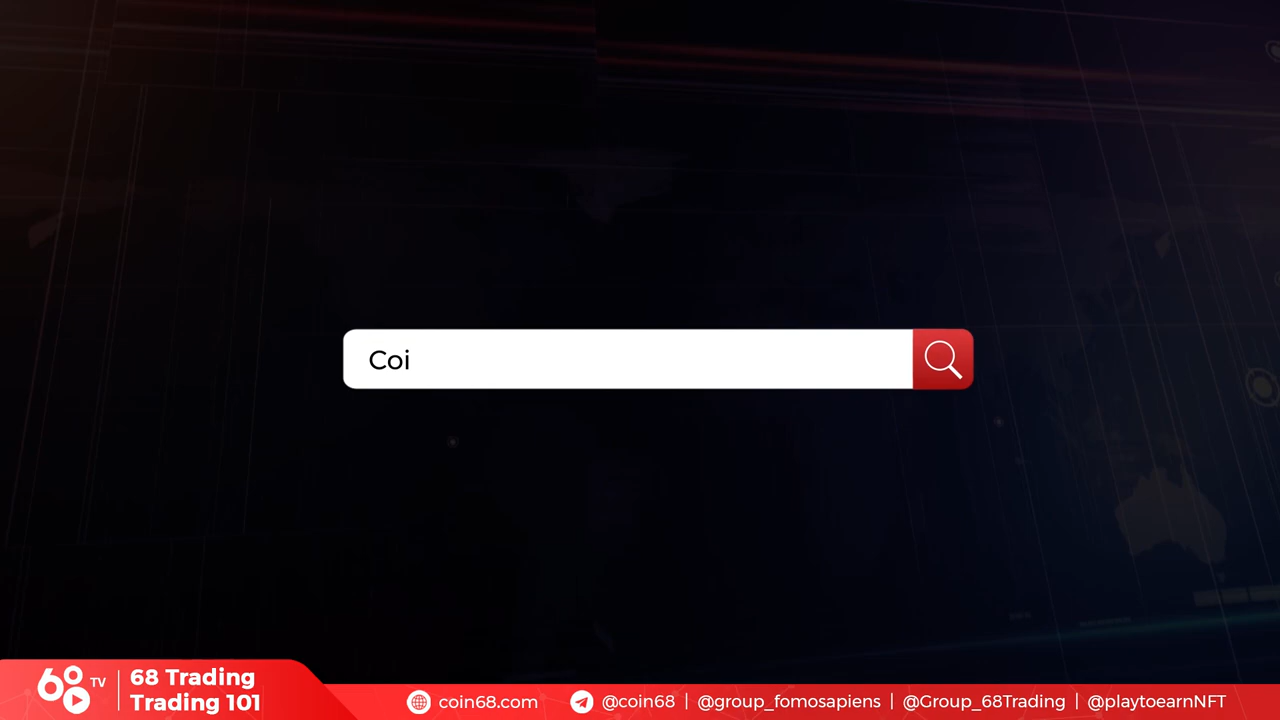 Coi
68 TV
68 Trading
Trading 101
coin68.com
@coin68 | @group_fomosapiens | @Group_68Trading | @playtoearnNFT